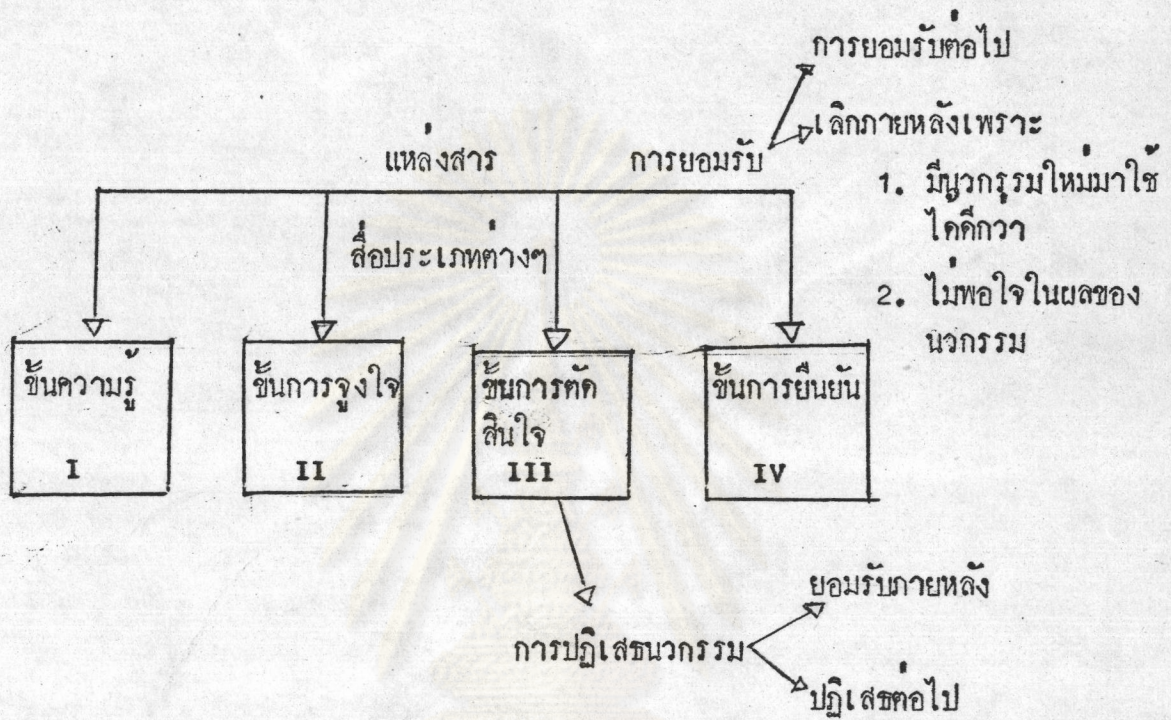 การยอมรับต่อไป
เลิกภายหลังเพราะ
แหล่งสาร
การยอมรับ
1. มีนวกรรมใหม่มาใช้
ได้ดีกว่า
สื่อประเภทต่างๆ
2. ไม่พอใจในผลของ
นวกรรม
ขั้นความรู้
I
ขั้นการจูงใจ
II
ขั้นการตัด
สินใจ
III
ขั้นการยืนยัน
IV
ยอมรับภายหลัง
การปฏิเสธนวกรรม
ปฏิเสธต่อไป